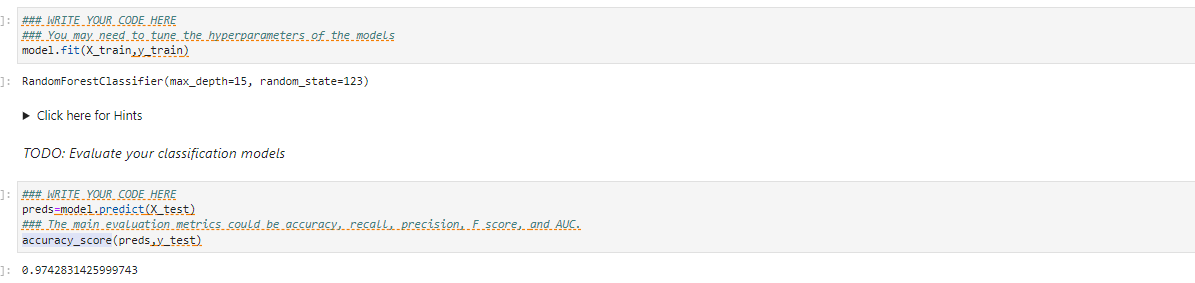 ]: ### WRITE YOUR CODE HERE
### You may need to tune the hyperparameters of the models
model.fit(X_train,y_train)
]: RandomForestClassifier(max_depth=15, random_state=123)
▶ Click here for Hints
TODO: Evaluate your classification models
]: ### WRITE YOUR CODE HERE
preds=model.predict(X_test)
### The main evaluation metrics could be accuracy, recall, precision, F score, and AUC.
accuracy_score(preds,y_test)
]: 0.9742831425999743